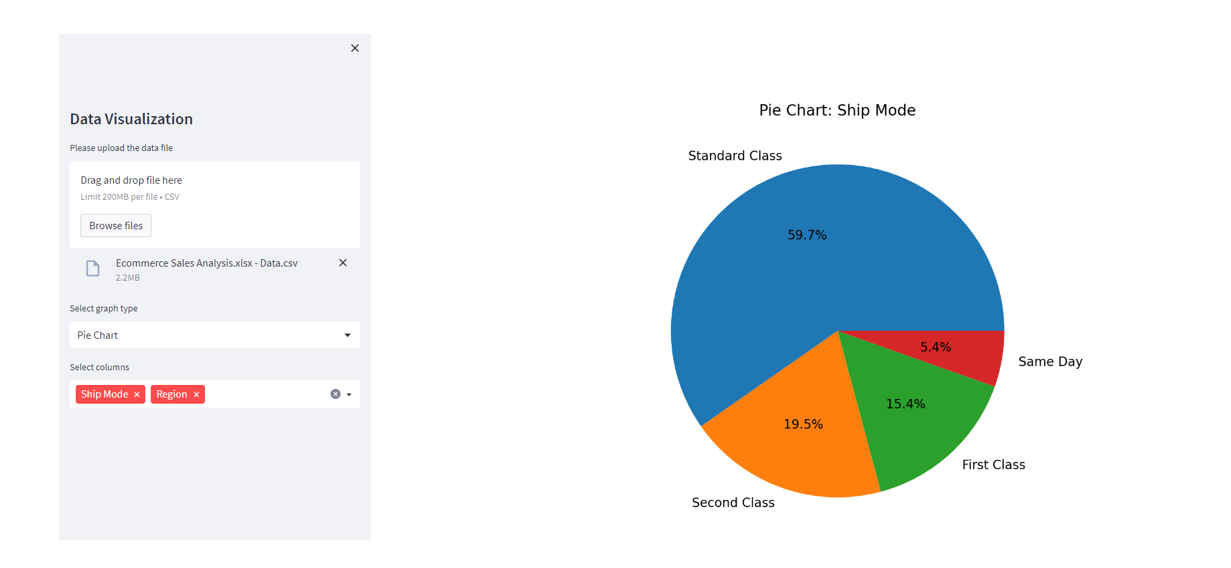 Data Visualization
Please upload the data file
Drag and drop file here
Limit 200MB per file • CSV
Browse files
Ecommerce Sales Analysis.xlsx - Data.csv
2.2MB
Select graph type
Pie Chart
Select columns
Ship Mode × Region ×
Pie Chart: Ship Mode
Standard Class
59.7%
5.4%
Same Day
15.4%
19.5%
First Class
Second Class